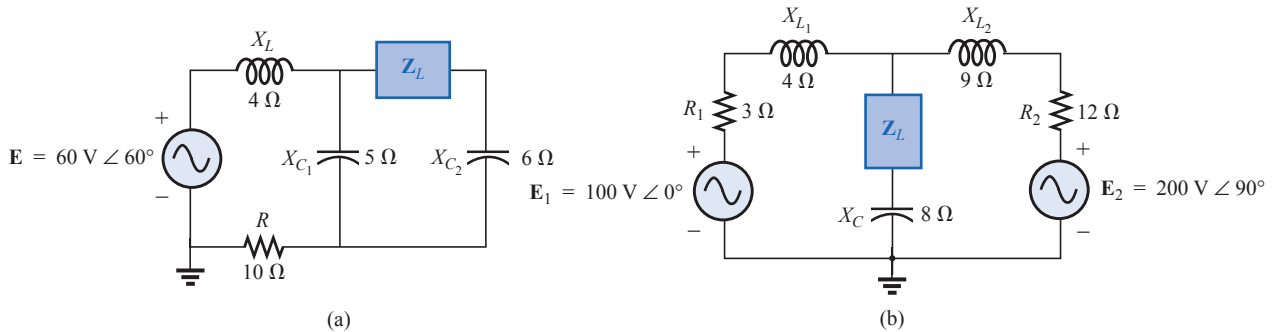 X_L
4 Ω
Z_L
+
E = 60 V ∠ 60°
−
X_C1
5 Ω
X_C2
6 Ω
R
10 Ω
(a)
X_L1
4 Ω
X_L2
9 Ω
R_1
3 Ω
Z_L
R_2
12 Ω
+
E_1 = 100 V ∠ 0°
−
X_C
8 Ω
+
E_2 = 200 V ∠ 90°
−
(b)